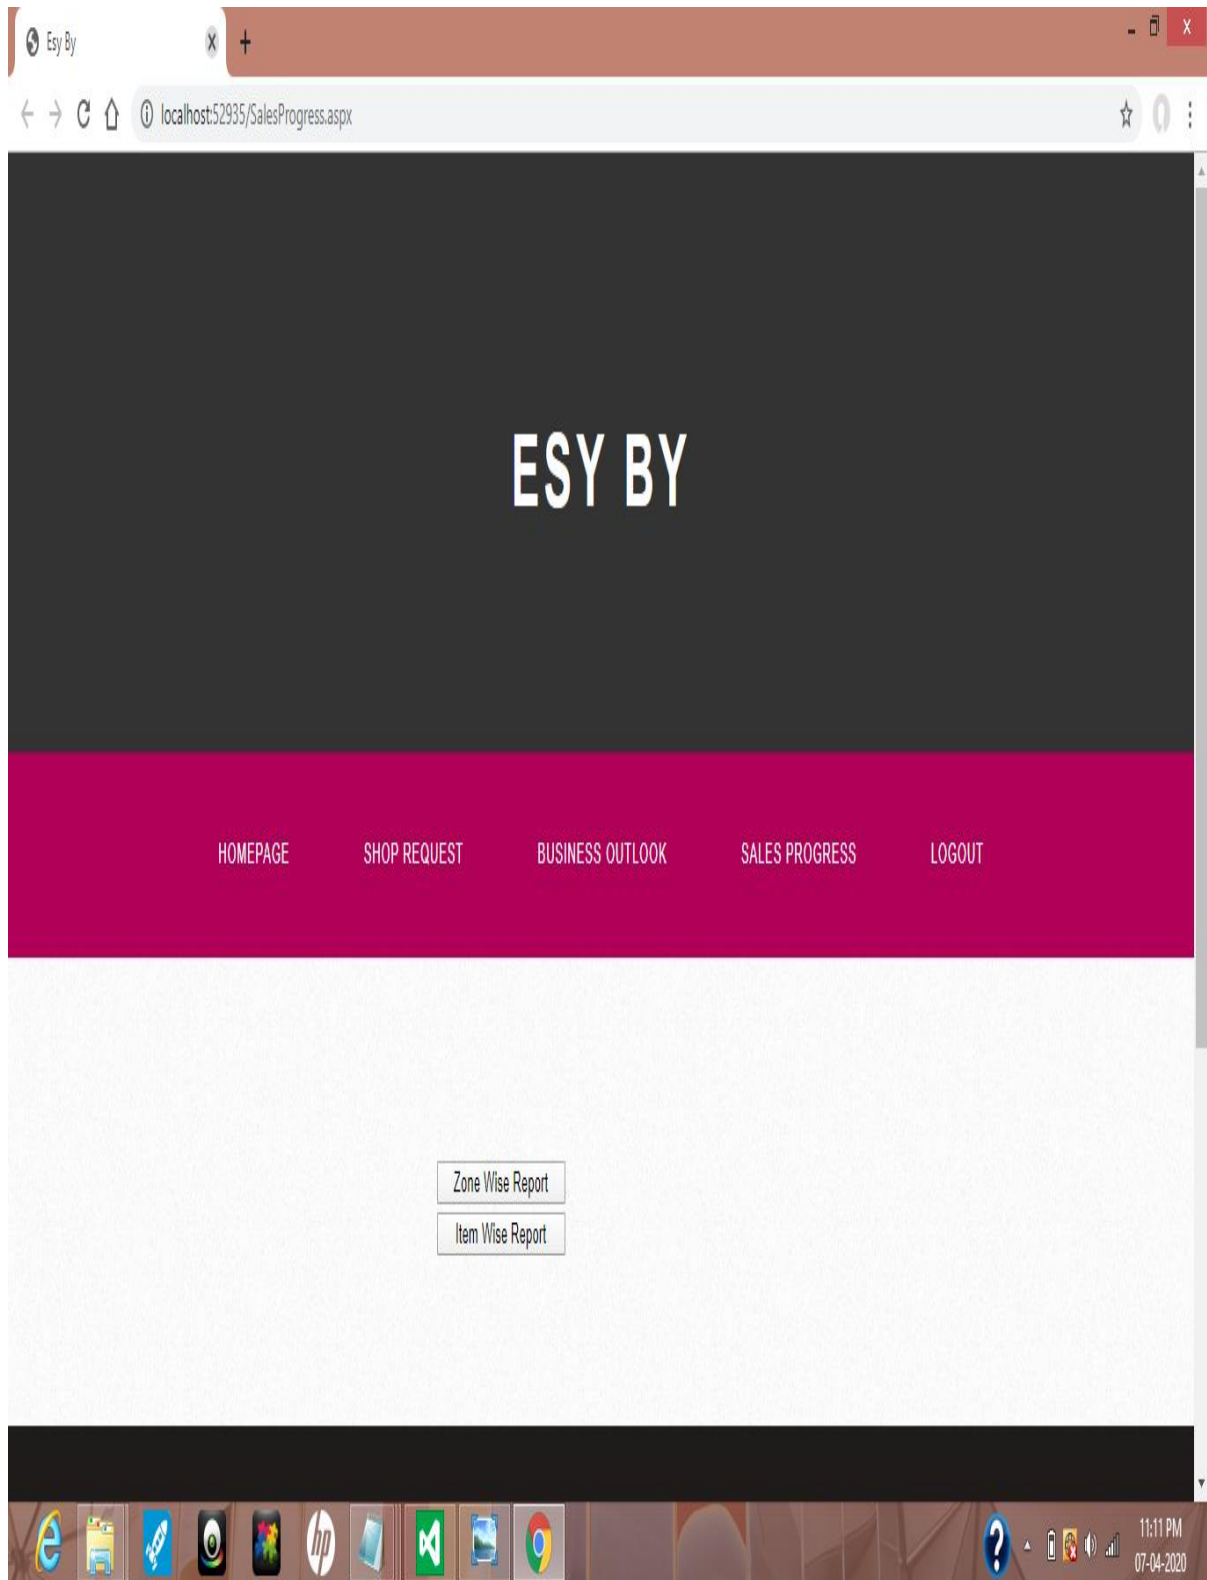 Esy By
localhost:52935/SalesProgress.aspx
ESY BY
HOMEPAGE SHOP REQUEST BUSINESS OUTLOOK SALES PROGRESS LOGOUT
Zone Wise Report
Item Wise Report
hp
?
11:11 PM
07-04-2020